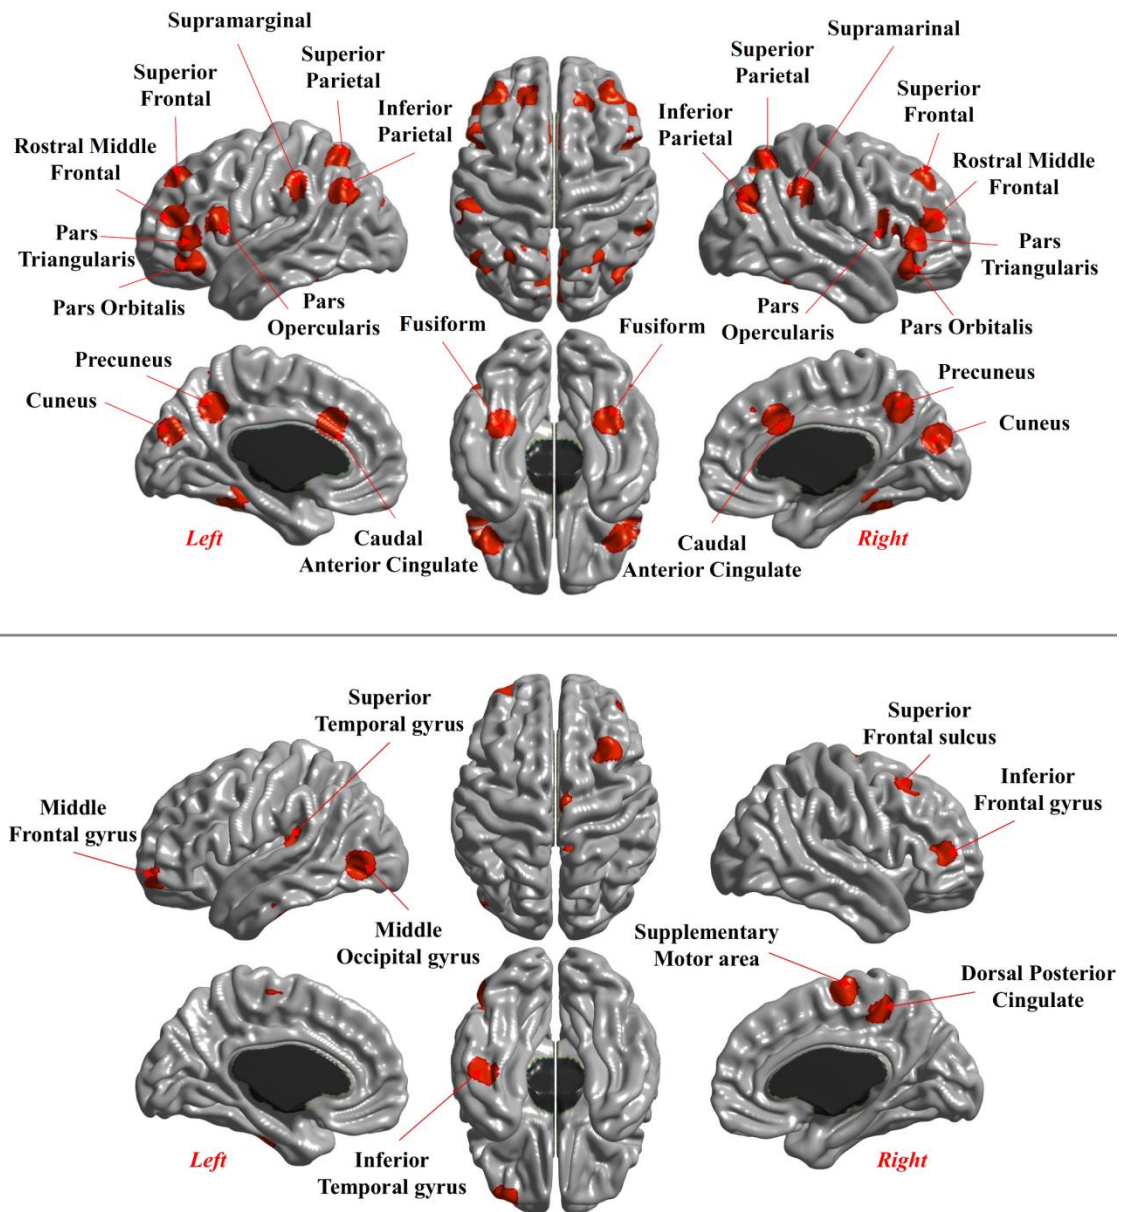 Supramarginal
Superior
Parietal
Superior
Frontal
Inferior
Parietal
Rostral Middle
Frontal
Pars
Triangularis
Pars Orbitalis
Pars
Opercularis
Supramarinal
Superior
Parietal
Superior
Frontal
Inferior
Parietal
Rostral Middle
Frontal
Pars
Triangularis
Pars
Opercularis
Pars Orbitalis
Fusiform
Fusiform
Precuneus
Cuneus
Left
Caudal
Anterior Cingulate
Precuneus
Cuneus
Caudal
Anterior Cingulate
Right
Superior
Temporal gyrus
Middle
Frontal gyrus
Middle
Occipital gyrus
Superior
Frontal sulcus
Inferior
Frontal gyrus
Supplementary
Motor area
Dorsal Posterior
Cingulate
Left
Inferior
Temporal gyrus
Right